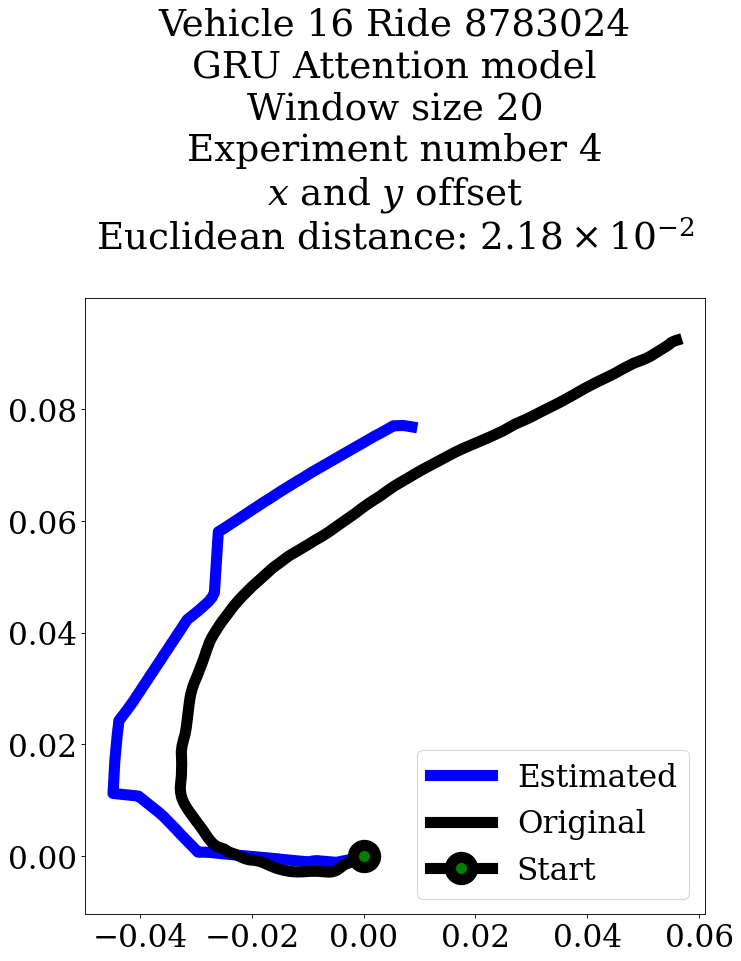 Vehicle 16 Ride 8783024
GRU Attention model
Window size 20
Experiment number 4
x and y offset
Euclidean distance: 2.18 × 10⁻²
0.08
0.06
0.04
0.02
0.00
Estimated
Original
Start
−0.04 −0.02 0.00 0.02 0.04 0.06